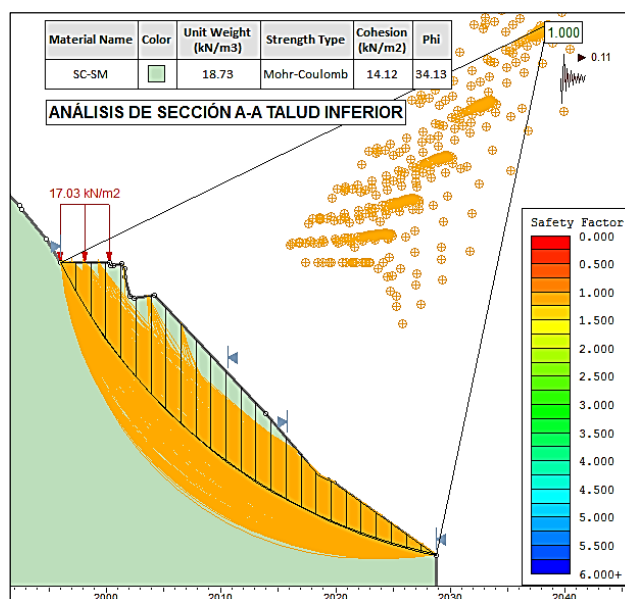 Material Name Color Unit Weight (kN/m3) Strength Type Cohesion (kN/m2) Phi
SC-SM 18.73 Mohr-Coulomb 14.12 34.13
ANÁLISIS DE SECCIÓN A-A TALUD INFERIOR
1.000
0.11
17.03 kN/m2
Safety Factor
0.000
0.500
1.000
1.500
2.000
2.500
3.000
3.500
4.000
4.500
5.000
5.500
6.000+
2000 2010 2020 2030 2040